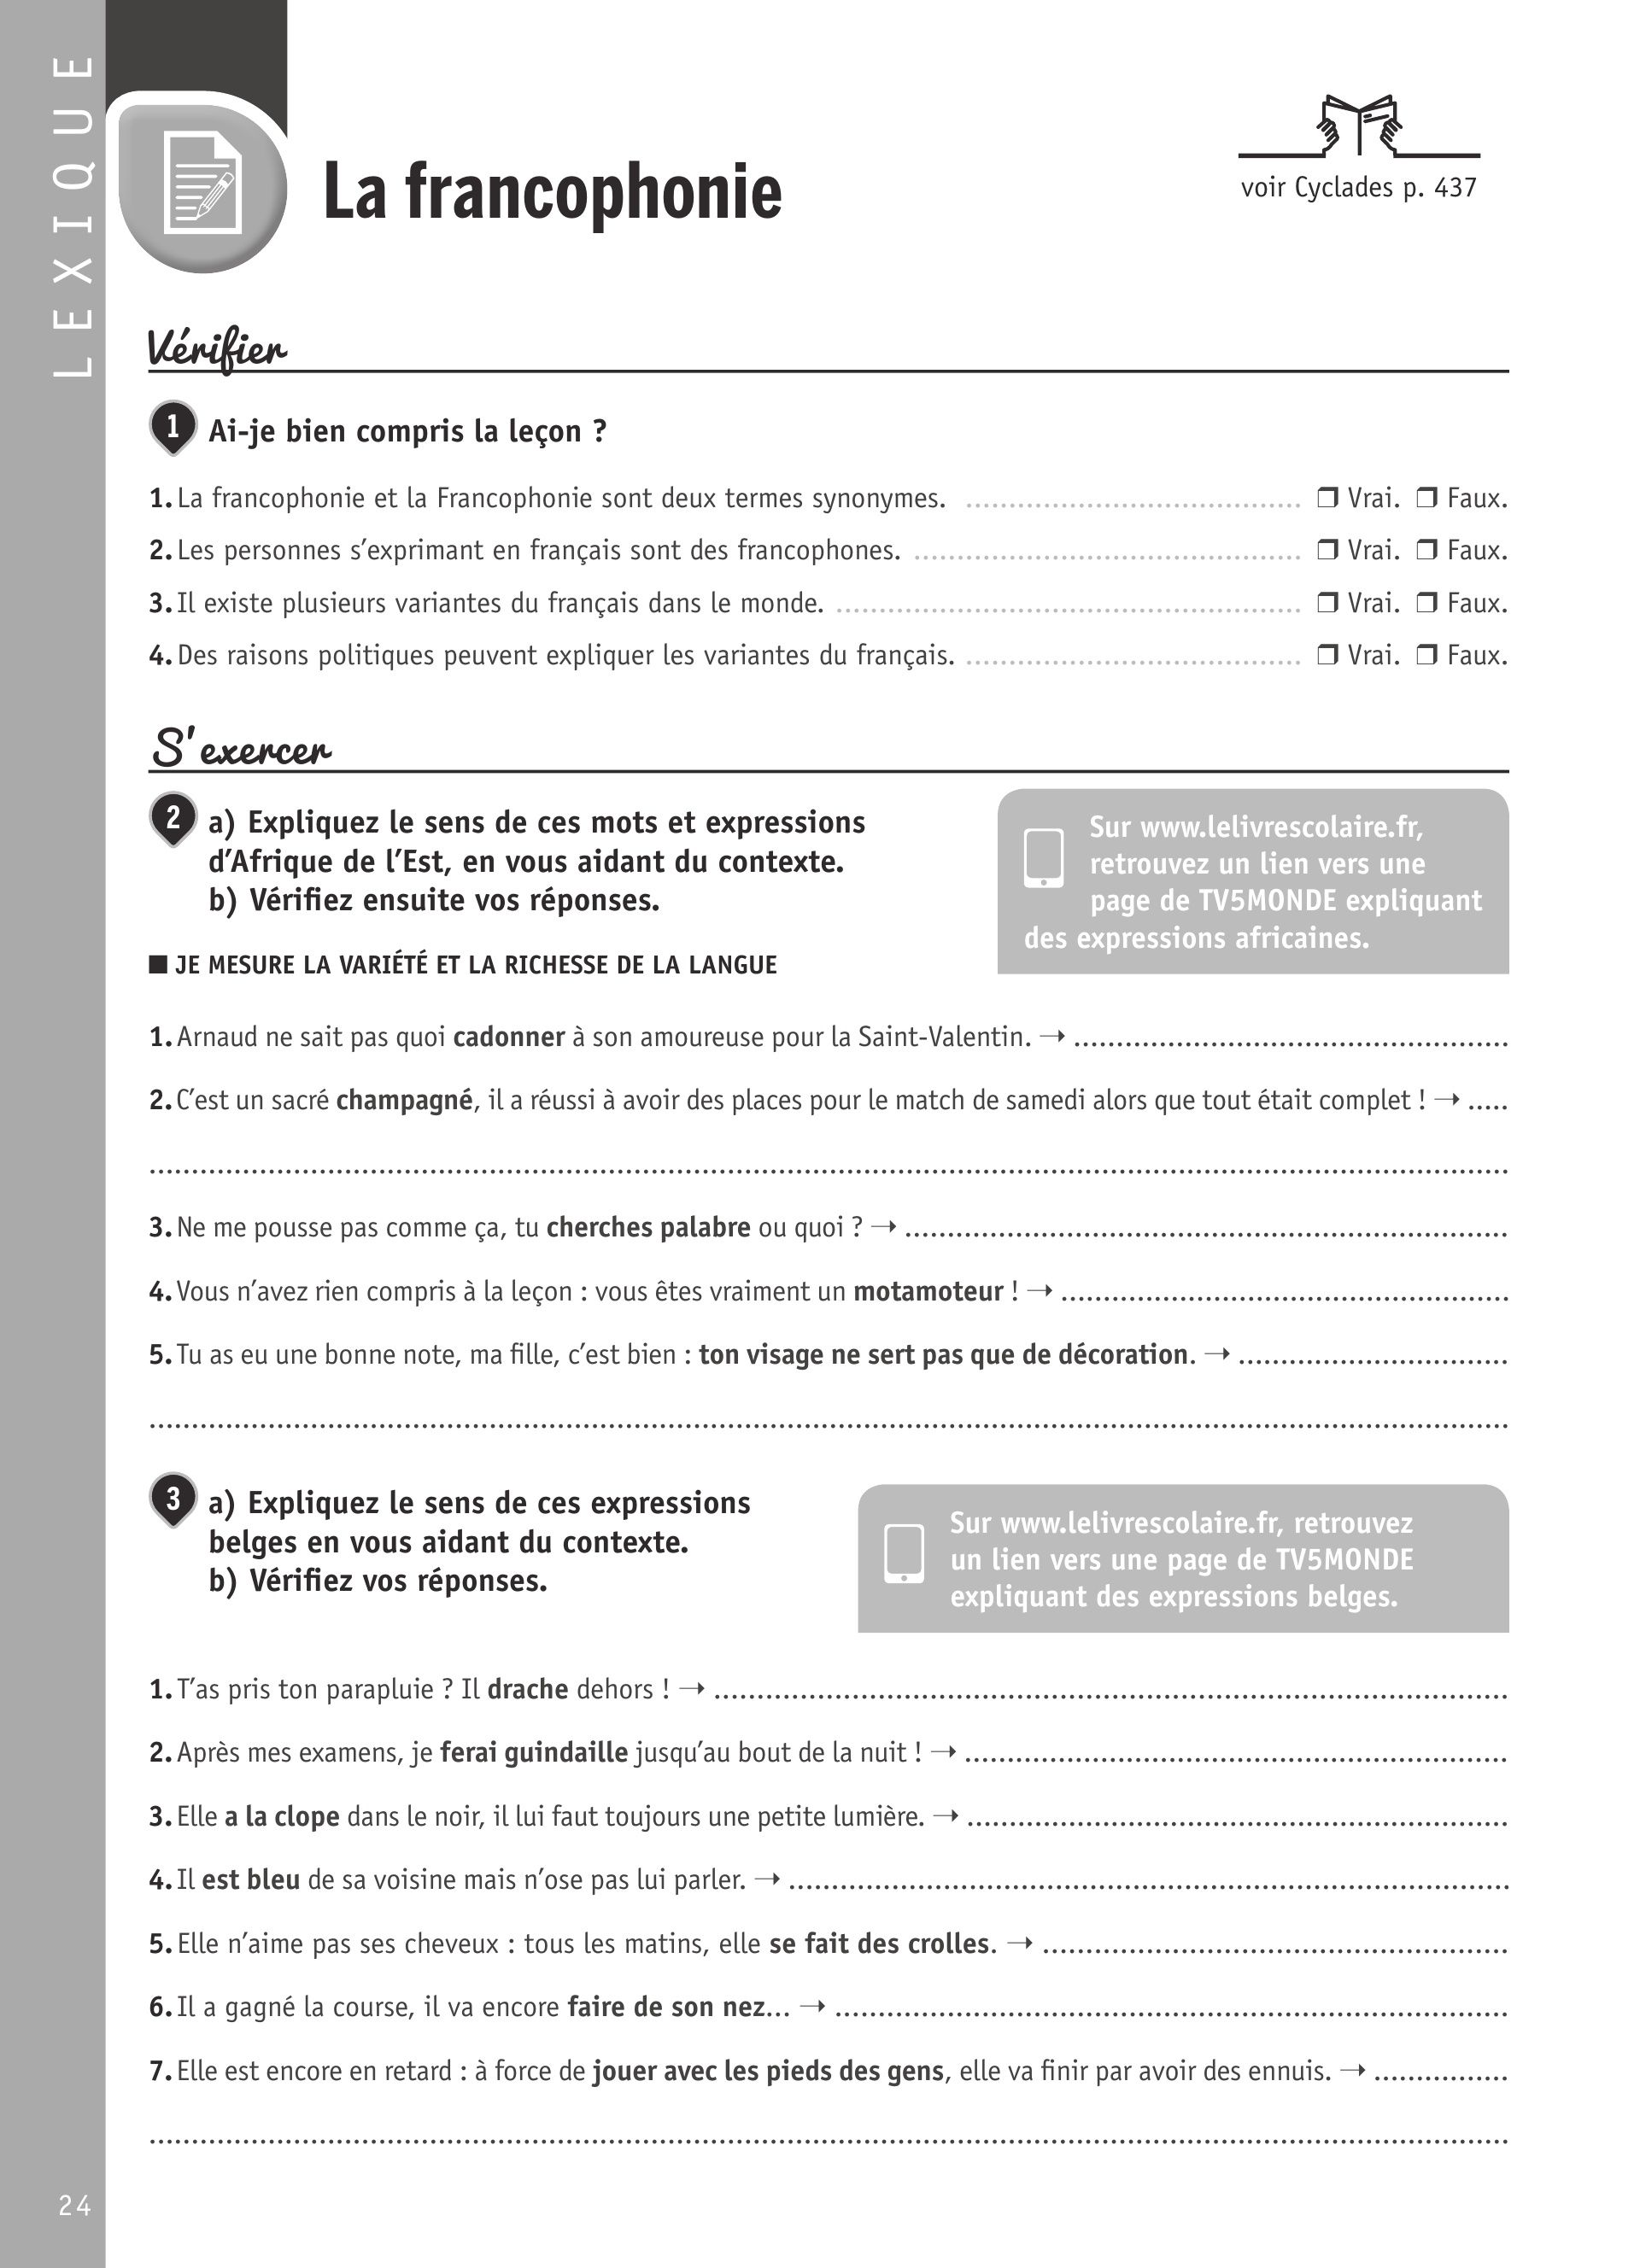 LEXIQUE
La francophonie
voir Cyclades p. 437
Vérifier
1 Ai-je bien compris la leçon ?
1. La francophonie et la Francophonie sont deux termes synonymes. ....................................... ❒ Vrai. ❒ Faux.
2. Les personnes s’exprimant en français sont des francophones. ............................................. ❒ Vrai. ❒ Faux.
3. Il existe plusieurs variantes du français dans le monde. ...................................................... ❒ Vrai. ❒ Faux.
4. Des raisons politiques peuvent expliquer les variantes du français. ....................................... ❒ Vrai. ❒ Faux.
S’exercer
2 a) Expliquez le sens de ces mots et expressions
d’Afrique de l’Est, en vous aidant du contexte.
b) Vérifiez ensuite vos réponses.
Sur www.lelivrescolaire.fr,
retrouvez un lien vers une
page de TV5MONDE expliquant
des expressions africaines.
■ JE MESURE LA VARIÉTÉ ET LA RICHESSE DE LA LANGUE
1. Arnaud ne sait pas quoi cadonner à son amoureuse pour la Saint-Valentin. → ...................................................
2. C’est un sacré champagné, il a réussi à avoir des places pour le match de samedi alors que tout était complet ! → .....
3. Ne me pousse pas comme ça, tu cherches palabre ou quoi ? → .......................................................................
4. Vous n’avez rien compris à la leçon : vous êtes vraiment un motamoteur ! → .....................................................
5. Tu as eu une bonne note, ma fille, c’est bien : ton visage ne sert pas que de décoration. → ................................
3 a) Expliquez le sens de ces expressions
belges en vous aidant du contexte.
b) Vérifiez vos réponses.
Sur www.lelivrescolaire.fr, retrouvez
un lien vers une page de TV5MONDE
expliquant des expressions belges.
1. T’as pris ton parapluie ? Il drache dehors ! → .............................................................................................
2. Après mes examens, je ferai guindaille jusqu’au bout de la nuit ! → ................................................................
3. Elle a la clope dans le noir, il lui faut toujours une petite lumière. → ...............................................................
4. Il est bleu de sa voisine mais n’ose pas lui parler. → .....................................................................................
5. Elle n’aime pas ses cheveux : tous les matins, elle se fait des crolles. → .......................................................
6. Il a gagné la course, il va encore faire de son nez... → ...............................................................................
7. Elle est encore en retard : à force de jouer avec les pieds des gens, elle va finir par avoir des ennuis. → ................
24